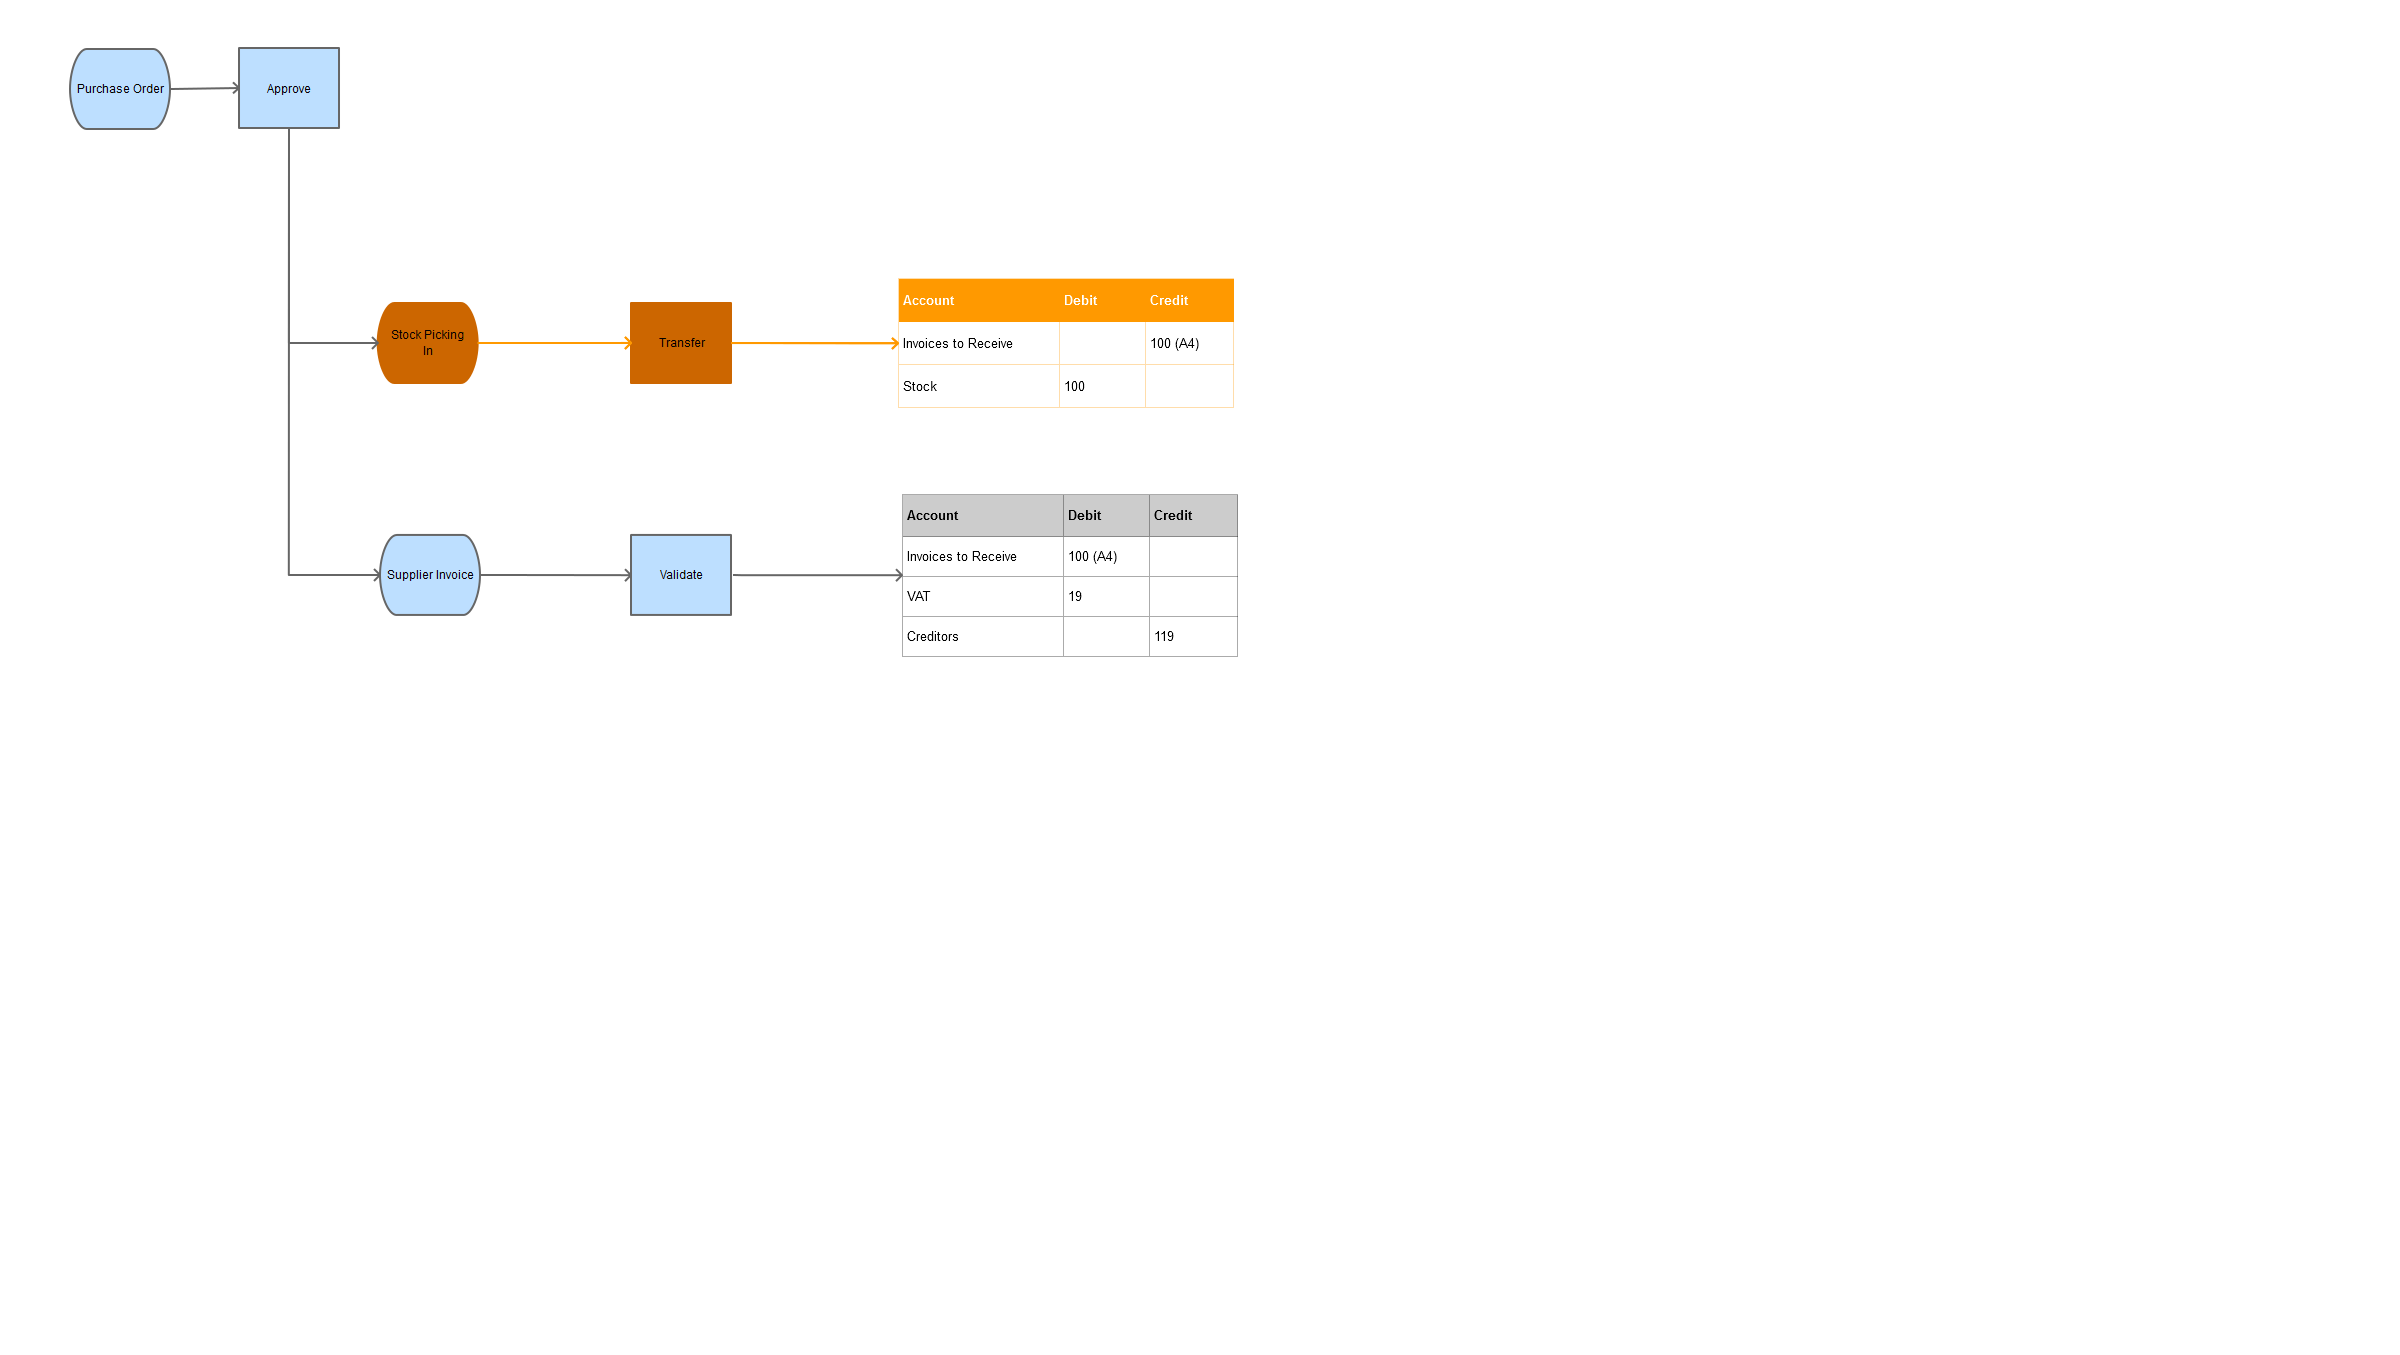 Purchase Order
Approve
Stock Picking
In
Transfer
Account Debit Credit
Invoices to Receive 100 (A4)
Stock 100
Supplier Invoice
Validate
Account Debit Credit
Invoices to Receive 100 (A4)
VAT 19
Creditors 119